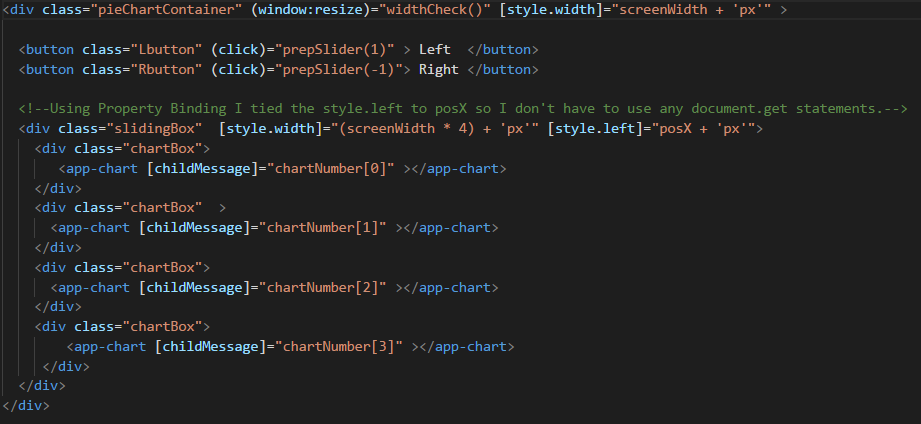 <div class="pieChartContainer" (window:resize)="widthCheck()" [style.width]="screenWidth + 'px'" >
<button class="Lbutton" (click)="prepSlider(1)" > Left  </button>
<button class="Rbutton" (click)="prepSlider(-1)"> Right </button>
<!--Using Property Binding I tied the style.left to posX so I don't have to use any document.get statements.-->
<div class="slidingBox"  [style.width]="(screenWidth * 4) + 'px'" [style.left]="posX + 'px'">
<div class="chartBox">
<app-chart [childMessage]="chartNumber[0]" ></app-chart>
</div>
<div class="chartBox"  >
<app-chart [childMessage]="chartNumber[1]" ></app-chart>
</div>
<div class="chartBox">
<app-chart [childMessage]="chartNumber[2]" ></app-chart>
</div>
<div class="chartBox">
<app-chart [childMessage]="chartNumber[3]" ></app-chart>
</div>
</div>
</div>